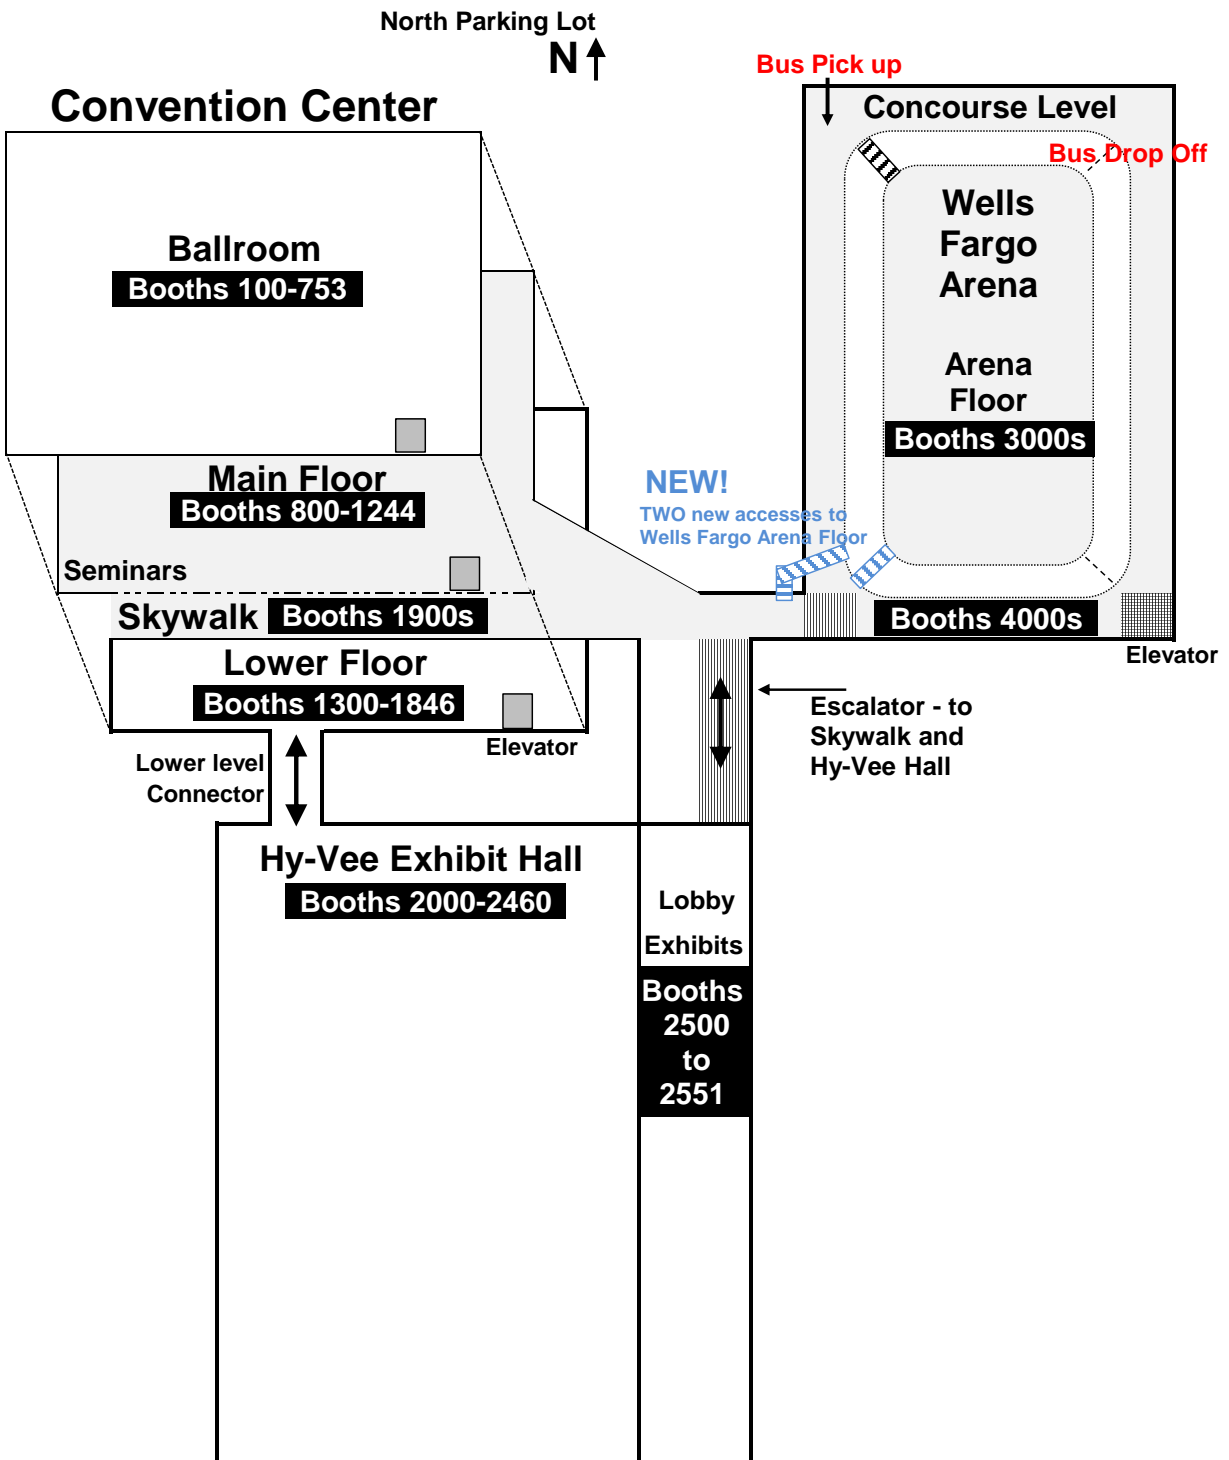 North Parking Lot
N
Bus Pick up
Convention Center
Concourse Level
Bus Drop Off
Wells
Fargo
Arena
Ballroom
Booths 100-753
Arena
Floor
Booths 3000s
Main Floor
Booths 800-1244
NEW!
TWO new accesses to
Wells Fargo Arena Floor
Seminars
Skywalk
Booths 1900s
Booths 4000s
Elevator
Lower Floor
Booths 1300-1846
Elevator
Escalator - to
Skywalk and
Hy-Vee Hall
Lower level
Connector
Hy-Vee Exhibit Hall
Booths 2000-2460
Lobby
Exhibits
Booths
2500
to
2551